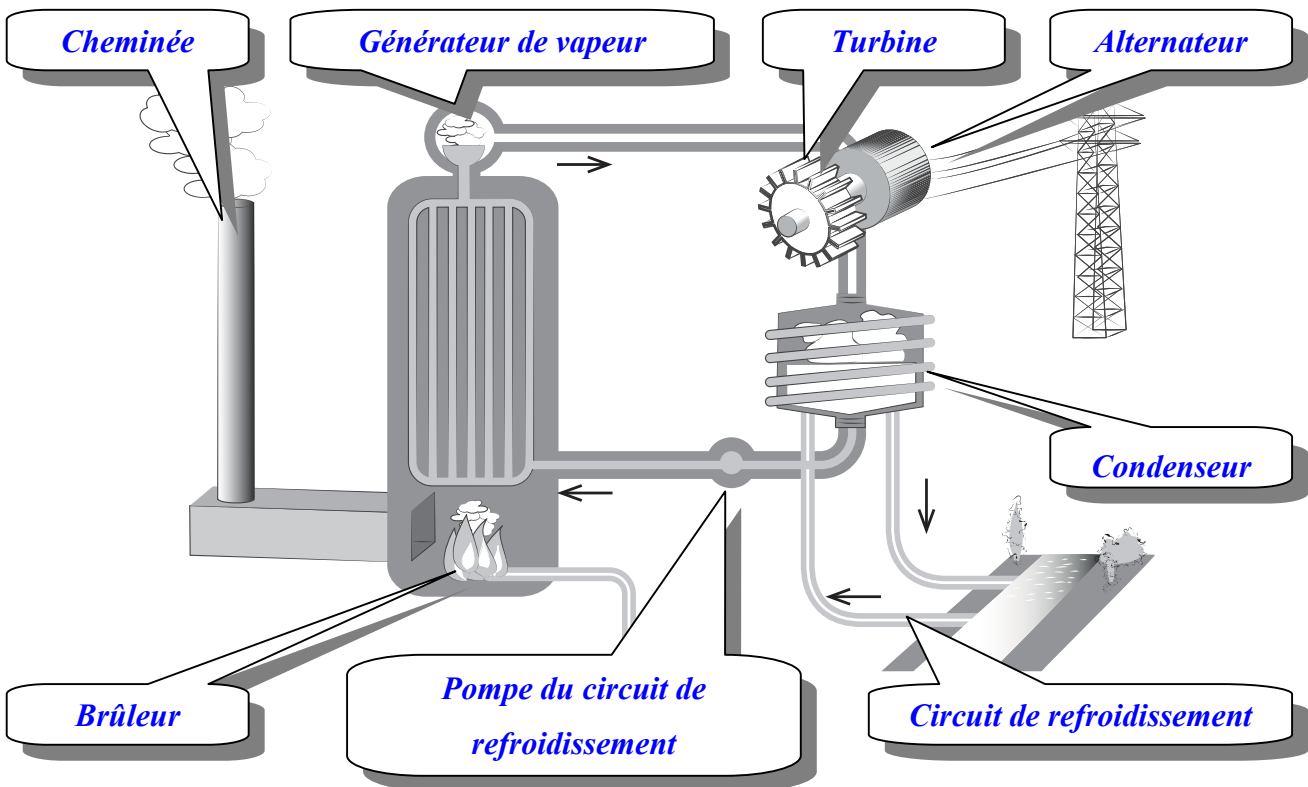 Cheminée
Générateur de vapeur
Turbine
Alternateur
Condenseur
Brûleur
Pompe du circuit de
refroidissement
Circuit de refroidissement